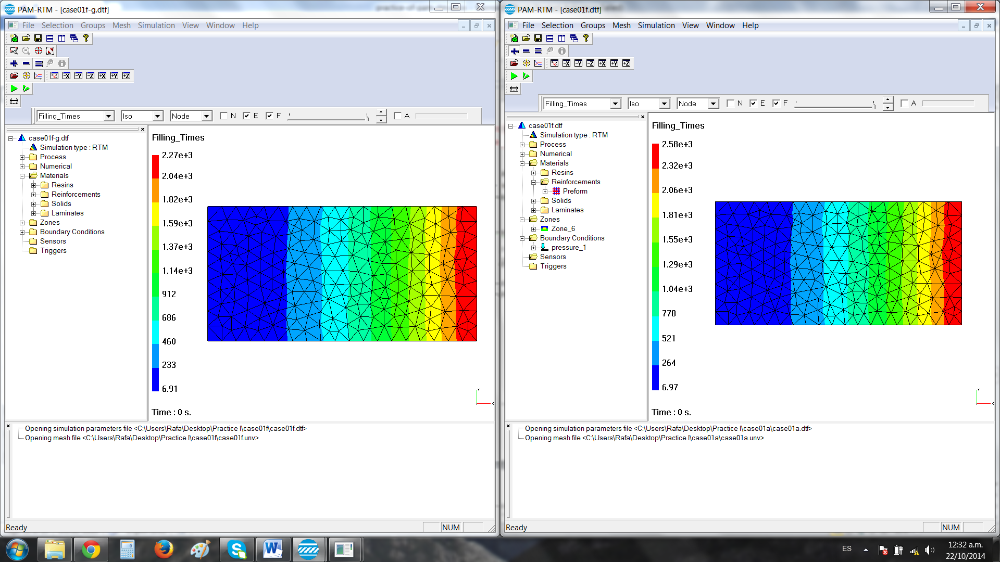 PAM-RTM - [case01f-g.dtf]
File Selection Groups Mesh Simulation View Window Help
Filling_Times Iso Node N E F A
case01f-g.dtf
Simulation type : RTM
Process
Numerical
Materials
Resins
Reinforcements
Solids
Laminates
Zones
Boundary Conditions
Sensors
Triggers
Filling_Times
2.27e+3
2.04e+3
1.82e+3
1.59e+3
1.37e+3
1.14e+3
912
686
460
233
6.91
Time : 0 s.
Y
X
Opening simulation parameters file <C:\Users\Rafa\Desktop\Practice I\case01f\case01f.dtf>
Opening mesh file <C:\Users\Rafa\Desktop\Practice I\case01f\case01f.unv>
Ready
NUM
PAM-RTM - [case01f.dtf]
File Selection Groups Mesh Simulation View Window Help
Filling_Times Iso Node N E F A
case01f.dtf
Simulation type : RTM
Process
Numerical
Materials
Resins
Reinforcements
Preform
Solids
Laminates
Zones
Zone_6
Boundary Conditions
pressure_1
Sensors
Triggers
Filling_Times
2.58e+3
2.32e+3
2.06e+3
1.81e+3
1.55e+3
1.29e+3
1.04e+3
778
521
264
6.97
Time : 0 s.
Y
X
Opening simulation parameters file <C:\Users\Rafa\Desktop\Practice I\case01a\case01a.dtf>
Opening mesh file <C:\Users\Rafa\Desktop\Practice I\case01a\case01a.unv>
Ready
NUM
ES
12:32 a.m.
22/10/2014